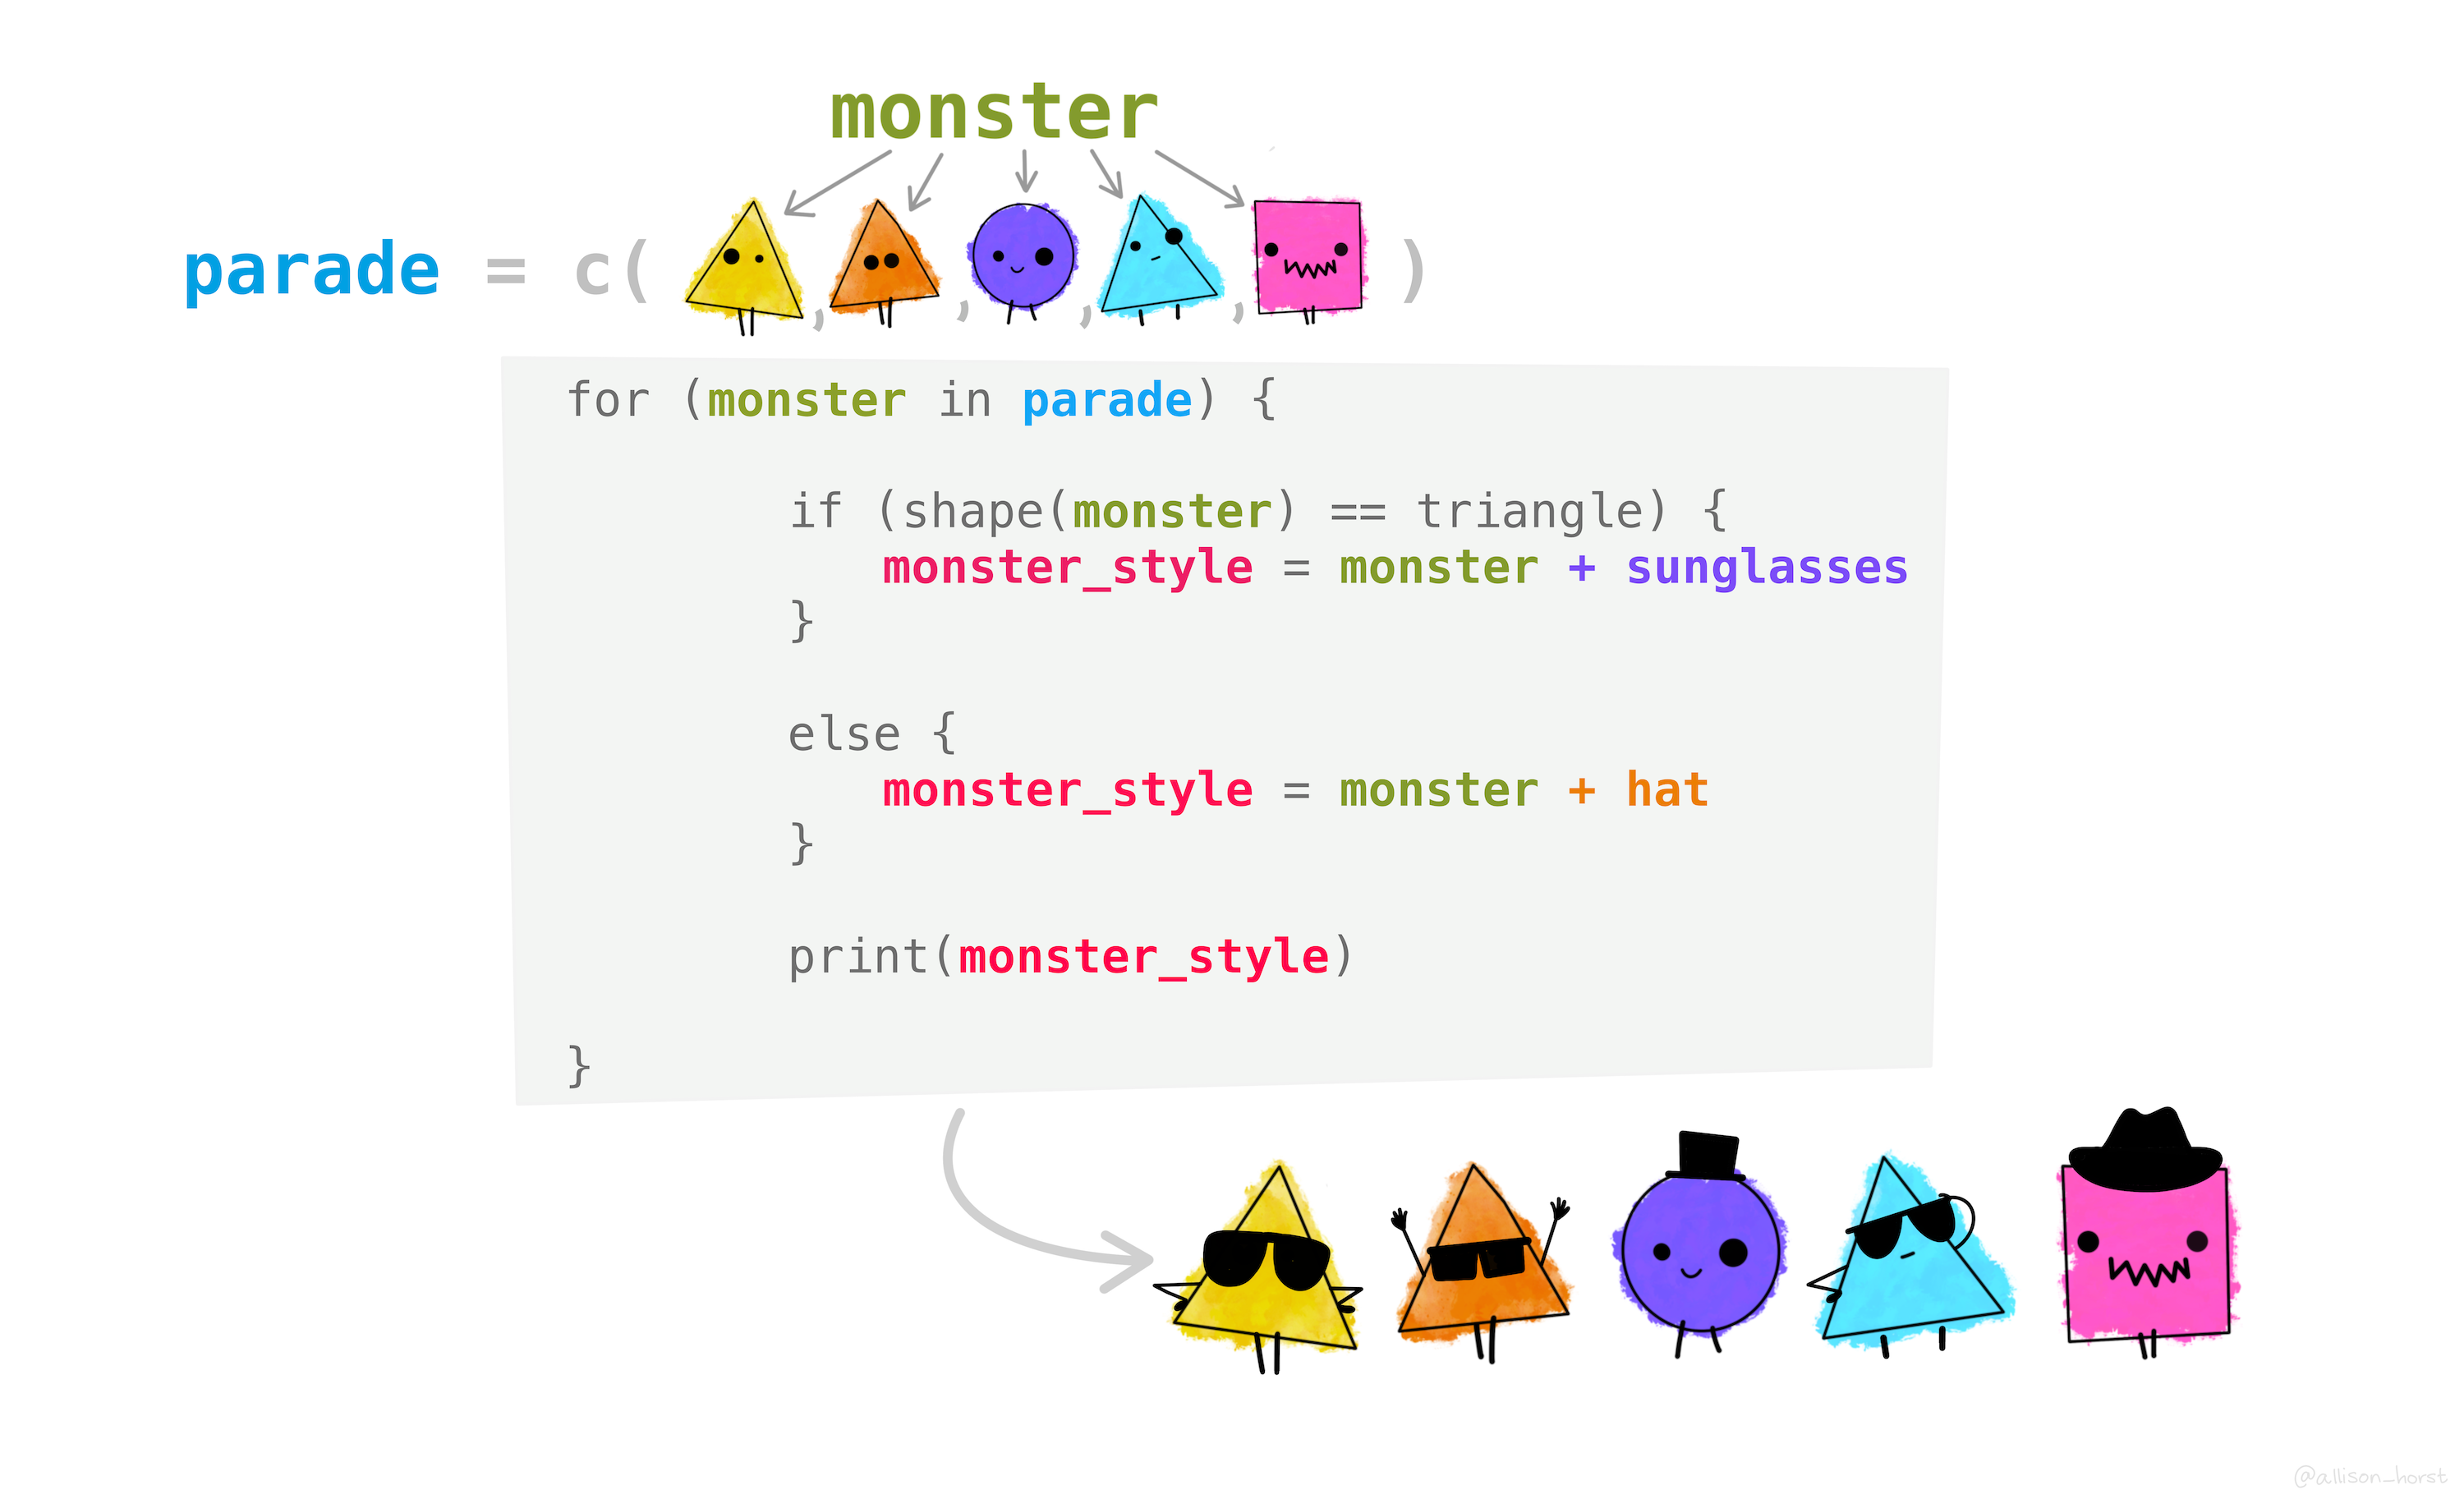 monster
parade = c( , , , , )
for (monster in parade) {
if (shape(monster) == triangle) {
monster_style = monster + sunglasses
}
else {
monster_style = monster + hat
}
print(monster_style)
}
@allison_horst